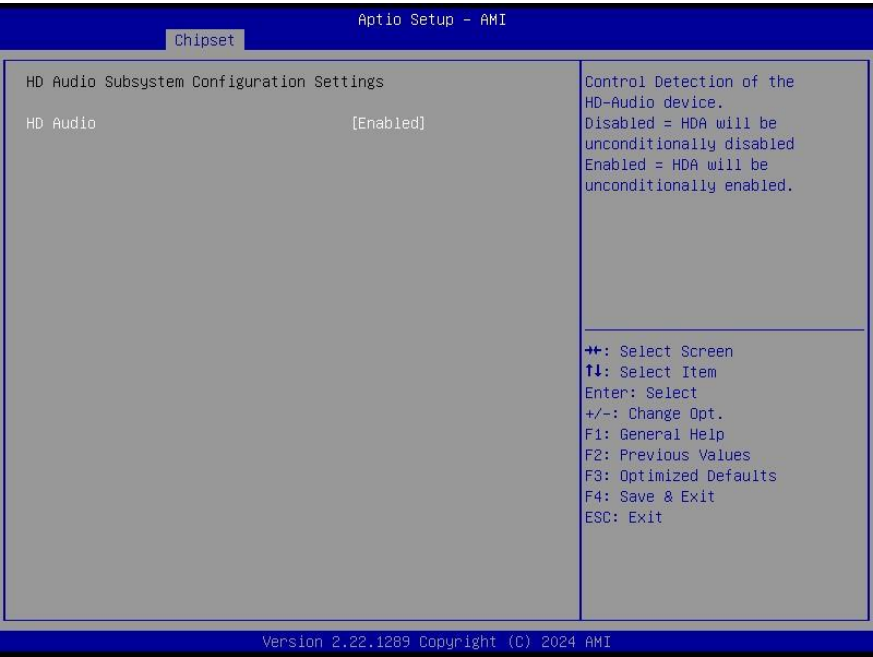 Aptio Setup – AMI
Chipset
HD Audio Subsystem Configuration Settings
HD Audio [Enabled]
Control Detection of the
HD-Audio device.
Disabled = HDA will be
unconditionally disabled
Enabled = HDA will be
unconditionally enabled.
→←: Select Screen
↑↓: Select Item
Enter: Select
+/-: Change Opt.
F1: General Help
F2: Previous Values
F3: Optimized Defaults
F4: Save & Exit
ESC: Exit
Version 2.22.1289 Copyright (C) 2024 AMI